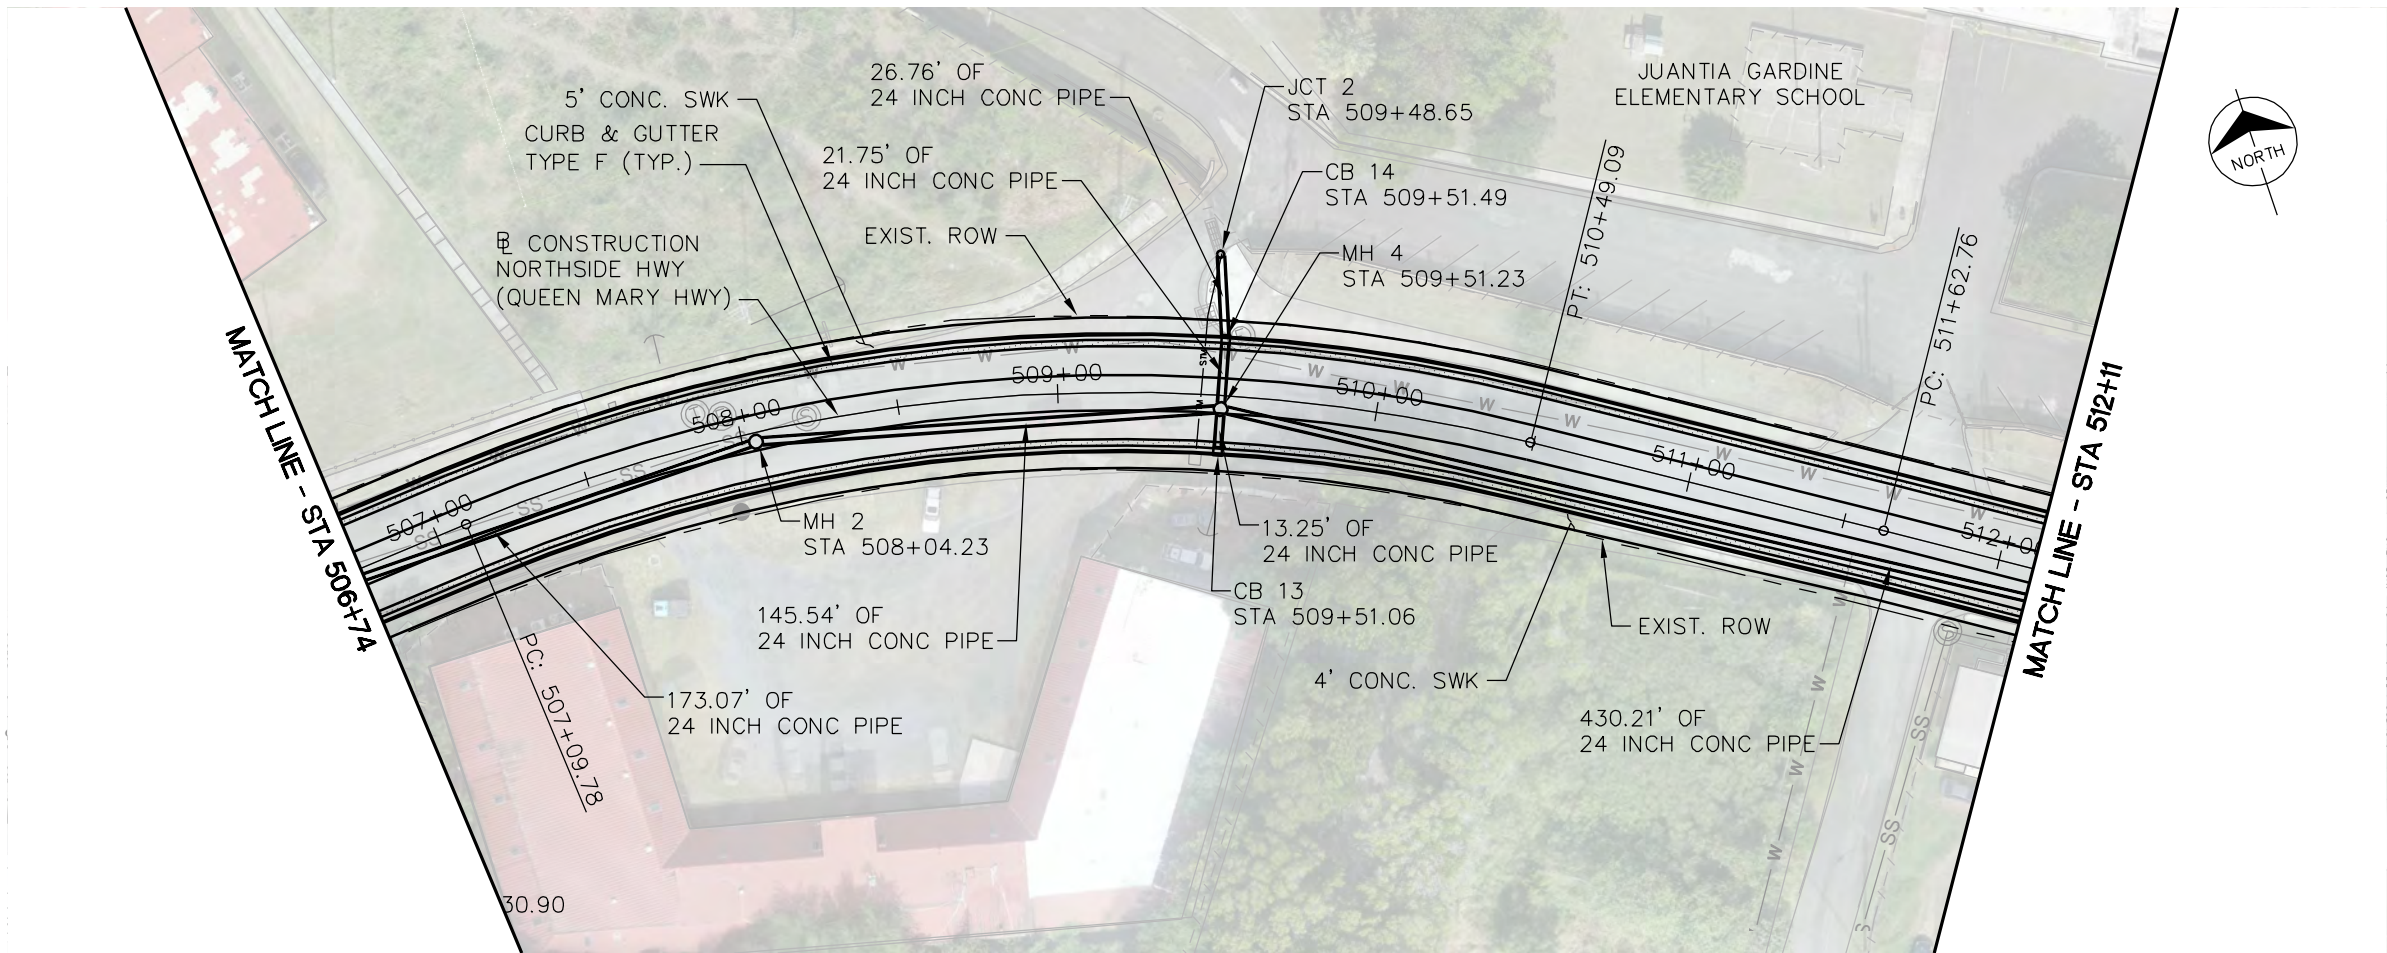 26.76' OF
24 INCH CONC PIPE
5' CONC. SWK
CURB & GUTTER
TYPE F (TYP.)
21.75' OF
24 INCH CONC PIPE
JCT 2
STA 509+48.65
JUANTIA GARDINE
ELEMENTARY SCHOOL
NORTH
CB 14
STA 509+51.49
EXIST. ROW
BL CONSTRUCTION
NORTHSIDE HWY
(QUEEN MARY HWY)
MH 4
STA 509+51.23
PT: 510+49.09
PC: 511+62.76
MATCH LINE - STA 506+74
MATCH LINE - STA 512+11
507+00
508+00
509+00
510+00
511+00
512+0
W W W W W W W W W W W W
SS SS SS SS
MH 2
STA 508+04.23
13.25' OF
24 INCH CONC PIPE
CB 13
STA 509+51.06
145.54' OF
24 INCH CONC PIPE
EXIST. ROW
4' CONC. SWK
PC: 507+09.78
173.07' OF
24 INCH CONC PIPE
430.21' OF
24 INCH CONC PIPE
W W W W
SS SS S
30.90